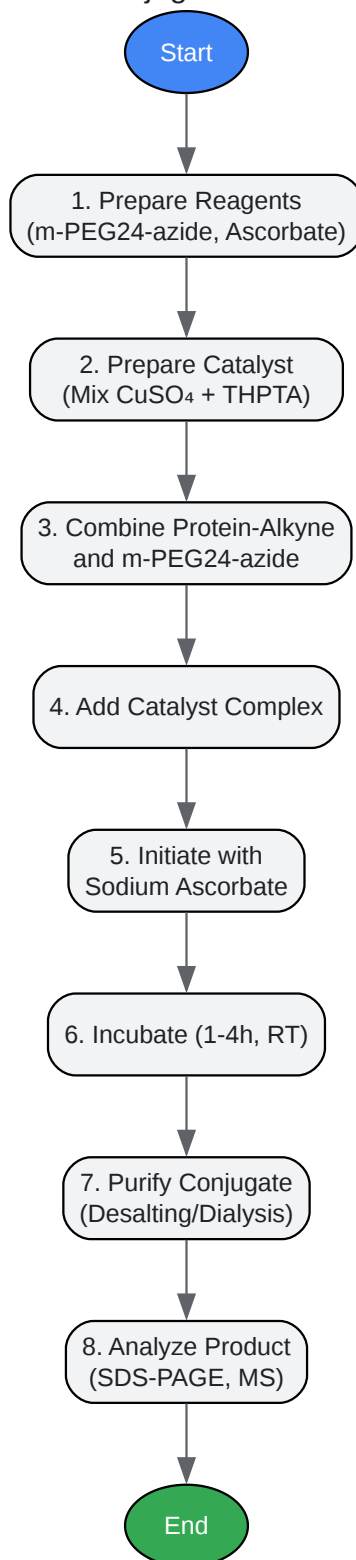 Start
1. Prepare Reagents
(m-PEG24-azide, Ascorbate)
2. Prepare Catalyst
(Mix CuSO₄ + THPTA)
3. Combine Protein-Alkyne
and m-PEG24-azide
4. Add Catalyst Complex
5. Initiate with
Sodium Ascorbate
6. Incubate (1-4h, RT)
7. Purify Conjugate
(Desalting/Dialysis)
8. Analyze Product
(SDS-PAGE, MS)
End